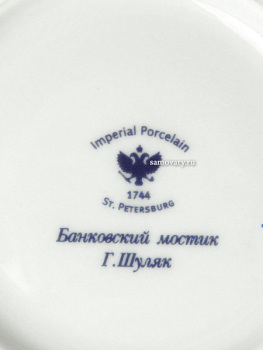 Imperial Porcelain
samovary.ru
1744
St. Petersburg
Банковский мостик
Г.Шуляк